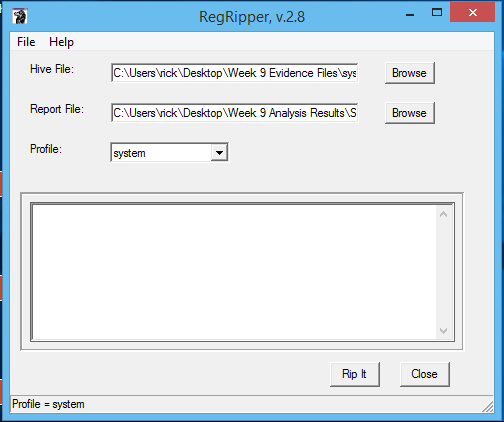 RegRipper, v.2.8
File Help
Hive File: C:\Users\rick\Desktop\Week 9 Evidence Files\sys Browse
Report File: C:\Users\rick\Desktop\Week 9 Analysis Results\S Browse
Profile: system
Rip It Close
Profile = system